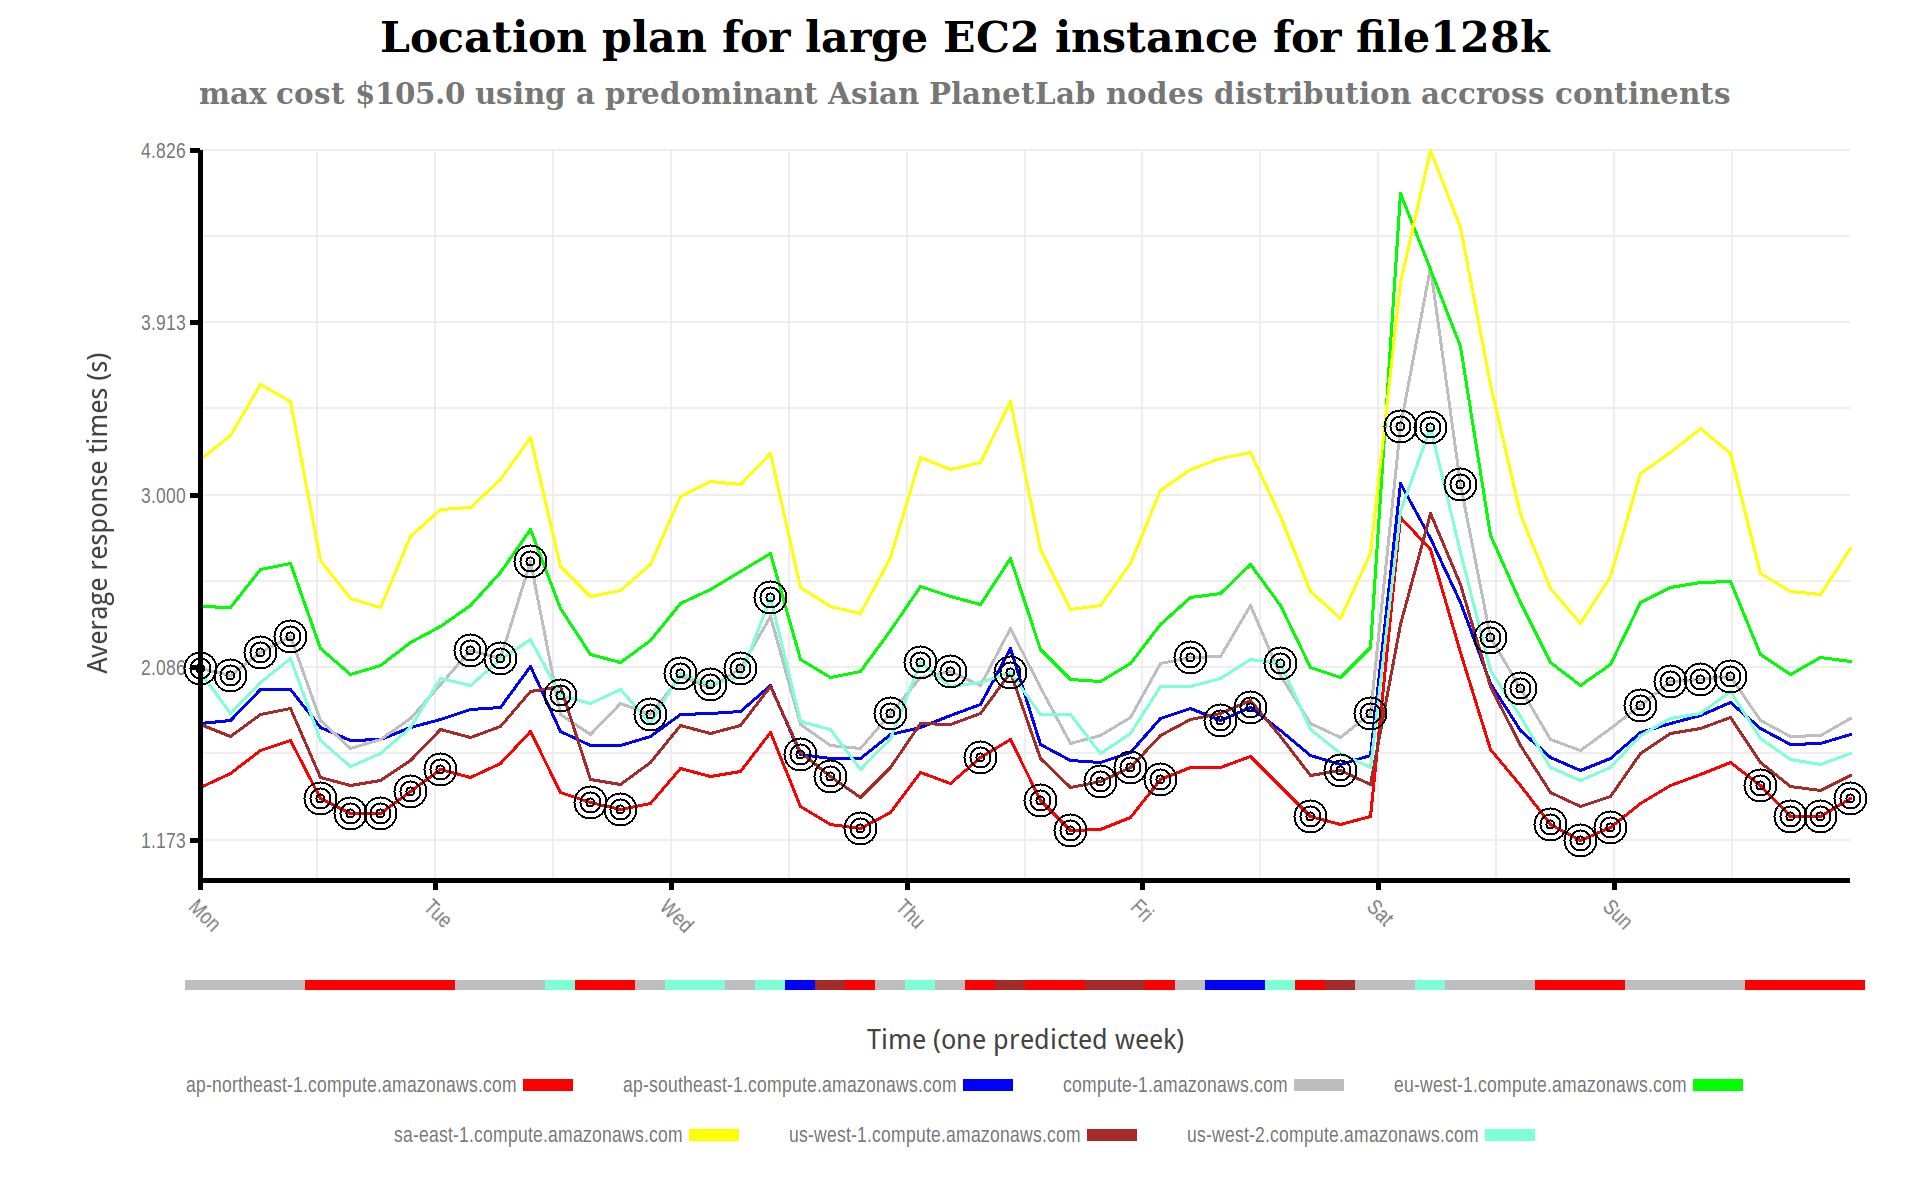 Location plan for large EC2 instance for file128k
max cost $105.0 using a predominant Asian PlanetLab nodes distribution accross continents
Average response times (s)
4.826
3.913
3.000
2.086
1.173
Mon Tue Wed Thu Fri Sat Sun
Time (one predicted week)
ap-northeast-1.compute.amazonaws.com ap-southeast-1.compute.amazonaws.com compute-1.amazonaws.com eu-west-1.compute.amazonaws.com
sa-east-1.compute.amazonaws.com us-west-1.compute.amazonaws.com us-west-2.compute.amazonaws.com